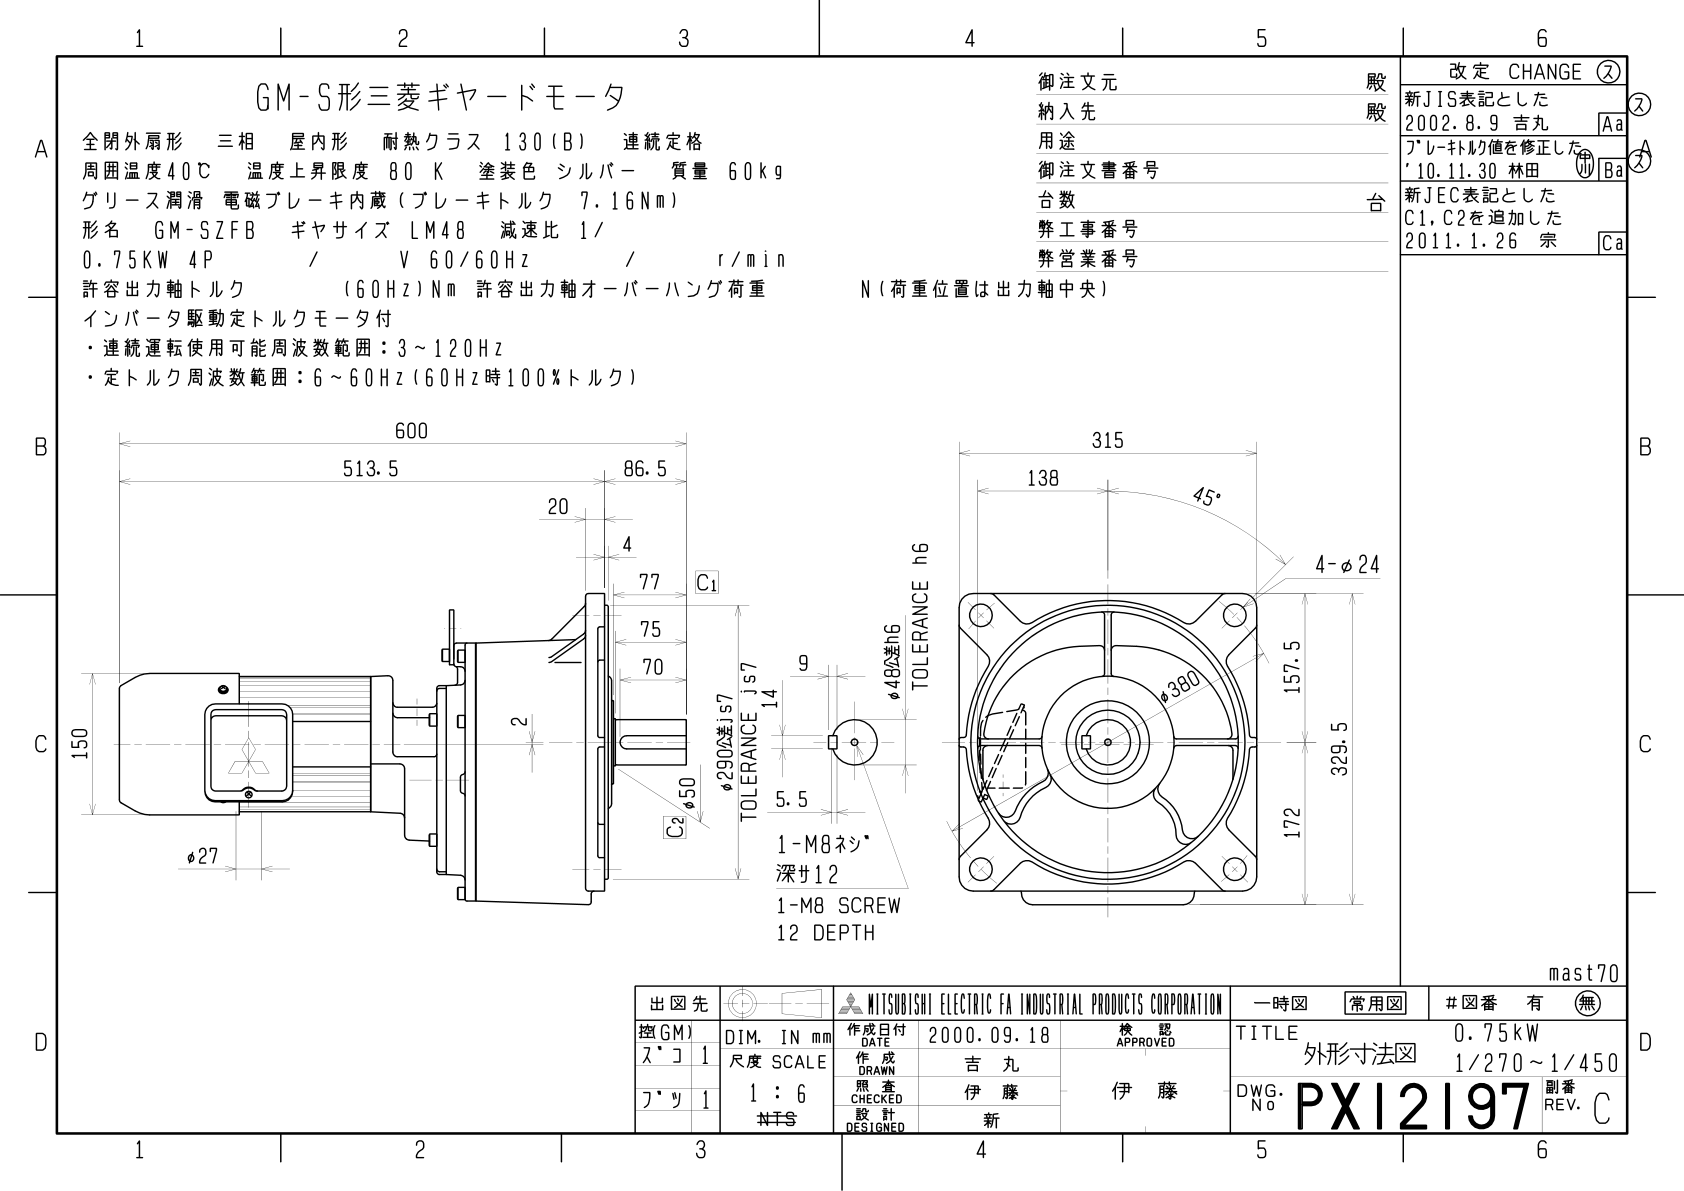 1 2 3 4 5 6
GM-S形三菱ギヤードモータ
全閉外扇形 三相 屋内形 耐熱クラス 130(B) 連続定格
周囲温度40℃ 温度上昇限度 80 K 塗装色 シルバー 質量 60kg
グリース潤滑 電磁ブレーキ内蔵(ブレーキトルク 7.16Nm)
形名 GM-SZFB ギヤサイズ LM48 減速比 1/
0.75KW 4P / V 60/60Hz / r/min
許容出力軸トルク (60Hz)Nm 許容出力軸オーバーハング荷重 N(荷重位置は出力軸中央)
インバータ駆動定トルクモータ付
・連続運転使用可能周波数範囲:3~120Hz
・定トルク周波数範囲:6~60Hz(60Hz時100%トルク)
御注文元 殿
納入先 殿
用途
御注文書番号
台数 台
弊工事番号
弊営業番号
改定 CHANGE ス
新JIS表記とした ス
2002.8.9 吉丸 Aa
ブレーキトルク値を修正した
'10.11.30 林田 中川 Ba ス
新JEC表記とした
C1,C2を追加した
2011.1.26 宗 Ca
A A
B B
C C
D D
600
513.5 86.5
20
4
77 C1
75
70
150
2
φ27
φ50
C2
φ290公差js7
TOLERANCE js7
9
14
5.5
φ48公差h6
TOLERANCE h6
1-M8ネジ
深サ12
1-M8 SCREW
12 DEPTH
315
138
45°
4-φ24
φ380
157.5
329.5
172
mast70
出図先
控(GM)
ズコ 1
ブツ 1
DIM. IN mm
尺度 SCALE
1 : 6
NTS
MITSUBISHI ELECTRIC FA INDUSTRIAL PRODUCTS CORPORATION
作成日付 DATE 2000.09.18
作成 DRAWN 吉丸
照査 CHECKED 伊藤
設計 DESIGNED 新
検認 APPROVED
伊藤
一時図 常用図 #図番 有 無
TITLE 0.75kW
外形寸法図 1/270~1/450
DWG. No PX12197 副番 REV. C
1 2 3 4 5 6